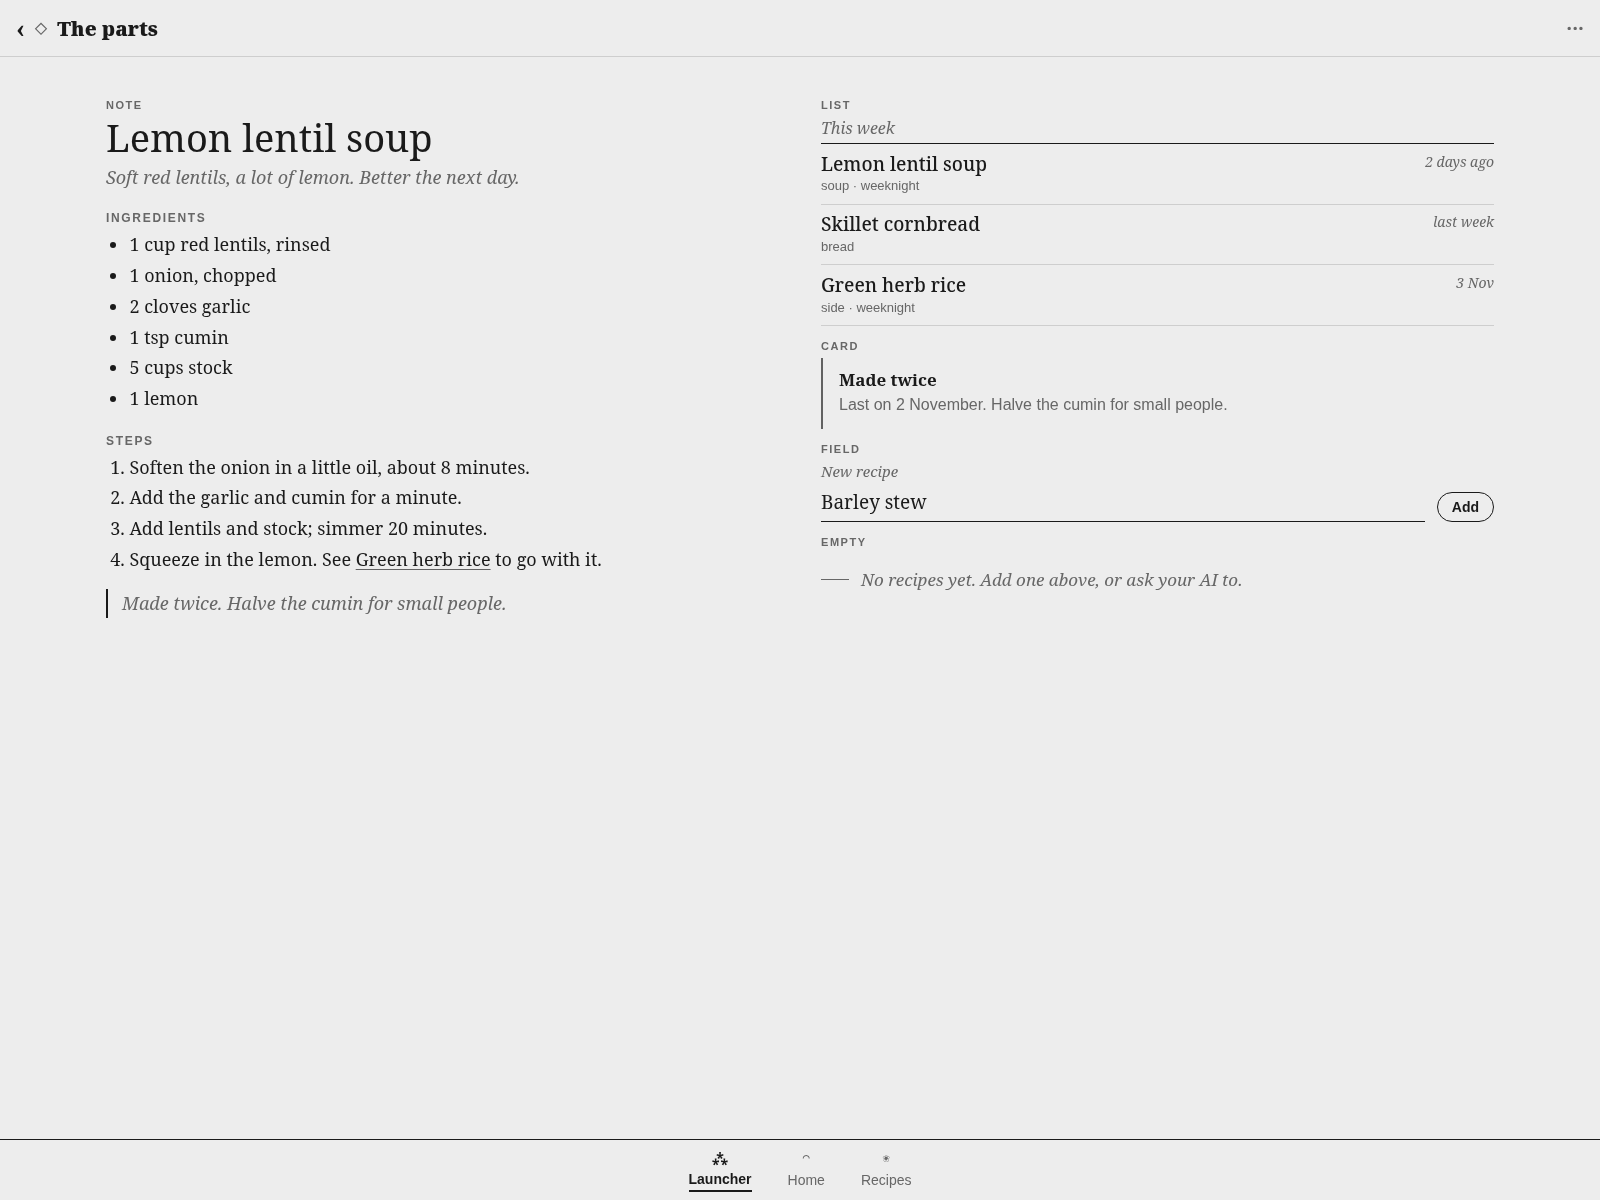 ‹ ◇ The parts ···
NOTE
Lemon lentil soup
Soft red lentils, a lot of lemon. Better the next day.
INGREDIENTS
• 1 cup red lentils, rinsed
• 1 onion, chopped
• 2 cloves garlic
• 1 tsp cumin
• 5 cups stock
• 1 lemon
STEPS
1. Soften the onion in a little oil, about 8 minutes.
2. Add the garlic and cumin for a minute.
3. Add lentils and stock; simmer 20 minutes.
4. Squeeze in the lemon. See Green herb rice to go with it.
Made twice. Halve the cumin for small people.
LIST
This week
Lemon lentil soup 2 days ago
soup · weeknight
Skillet cornbread last week
bread
Green herb rice 3 Nov
side · weeknight
CARD
Made twice
Last on 2 November. Halve the cumin for small people.
FIELD
New recipe
Barley stew Add
EMPTY
No recipes yet. Add one above, or ask your AI to.
Launcher Home Recipes